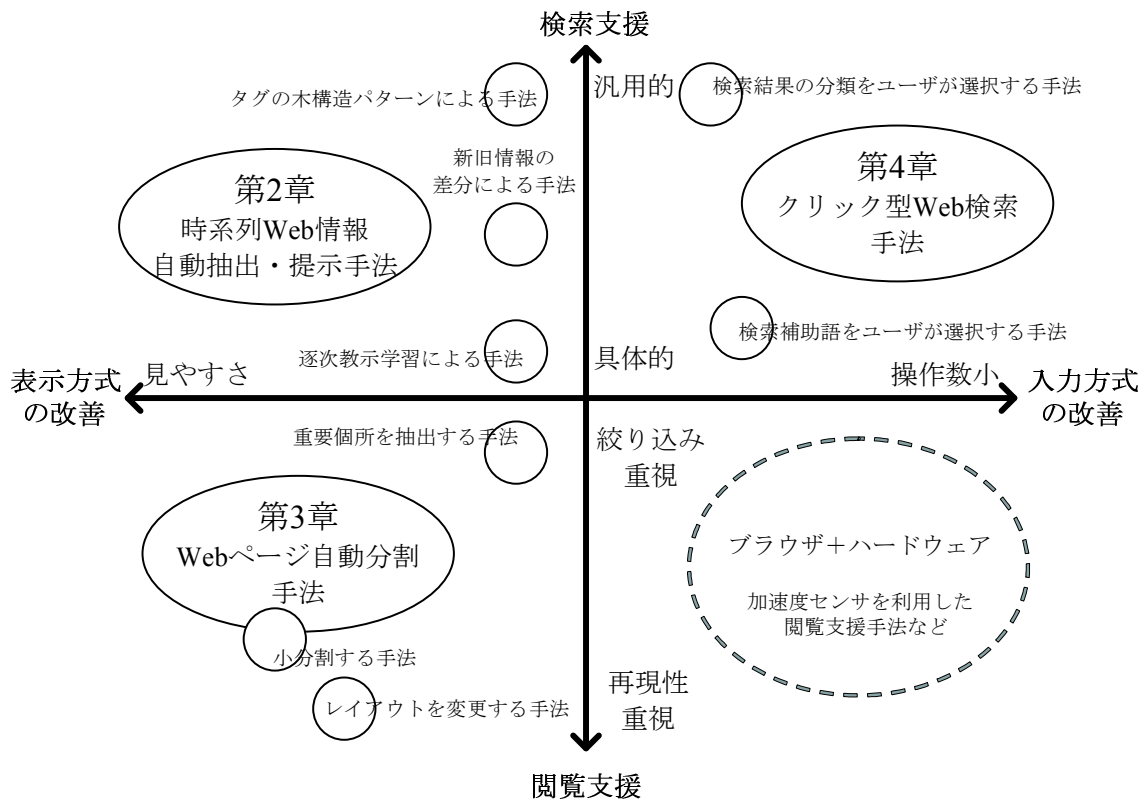 検索支援
汎用的
検索結果の分類をユーザが選択する手法
タグの木構造パターンによる手法
新旧情報の
差分による手法
第2章
時系列Web情報
自動抽出・提示手法
第4章
クリック型Web検索
手法
検索補助語をユーザが選択する手法
逐次教示学習による手法
具体的
表示方式
の改善
見やすさ
操作数小
入力方式
の改善
重要個所を抽出する手法
絞り込み
重視
第3章
Webページ自動分割
手法
ブラウザ＋ハードウェア
加速度センサを利用した
閲覧支援手法など
小分割する手法
レイアウトを変更する手法
再現性
重視
閲覧支援